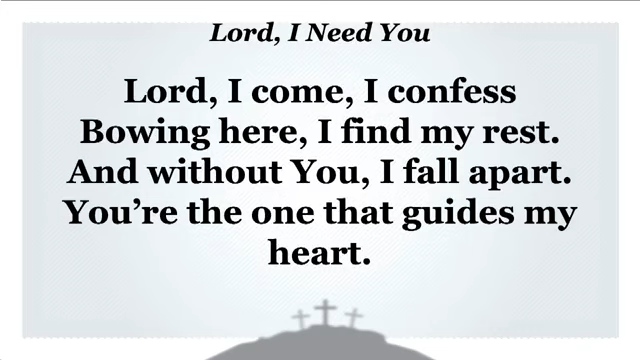 Lord, I Need You
Lord, I come, I confess
Bowing here, I find my rest.
And without You, I fall apart.
You’re the one that guides my
heart.